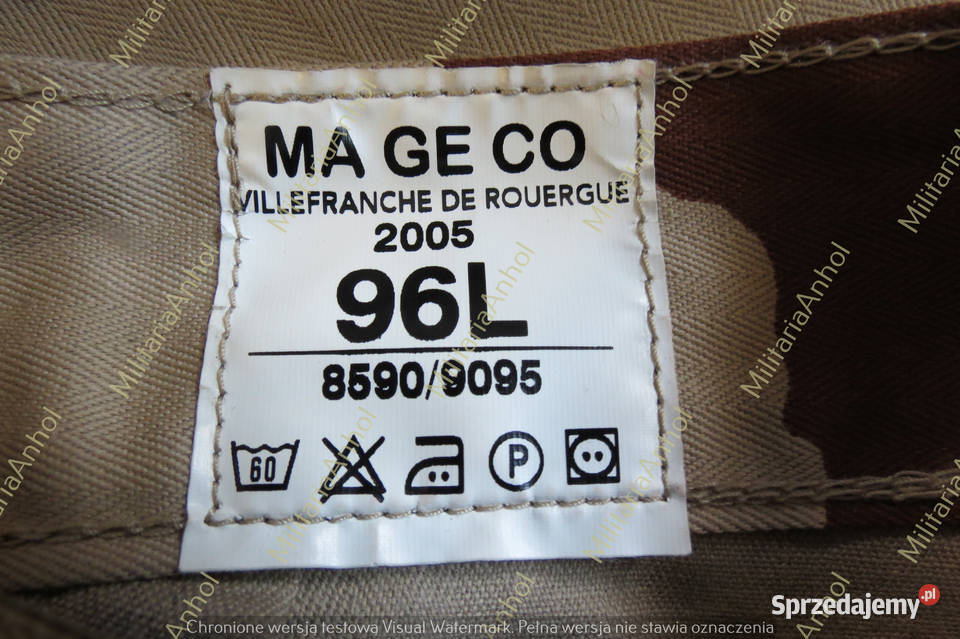 MA GE CO
VILLEFRANCHE DE ROUERGUE
2005
96L
8590/9095
60
P
MilitariaAnhol
Sprzedajemy.pl
Chronione wersją testową Visual Watermark. Pełna wersja nie stawia oznaczenia